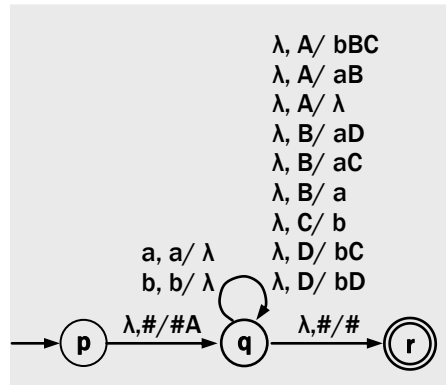 λ, A/ bBC
λ, A/ aB
λ, A/ λ
λ, B/ aD
λ, B/ aC
λ, B/ a
λ, C/ b
λ, D/ bC
λ, D/ bD
a, a/ λ
b, b/ λ
λ,#/#A
λ,#/#
p
q
r